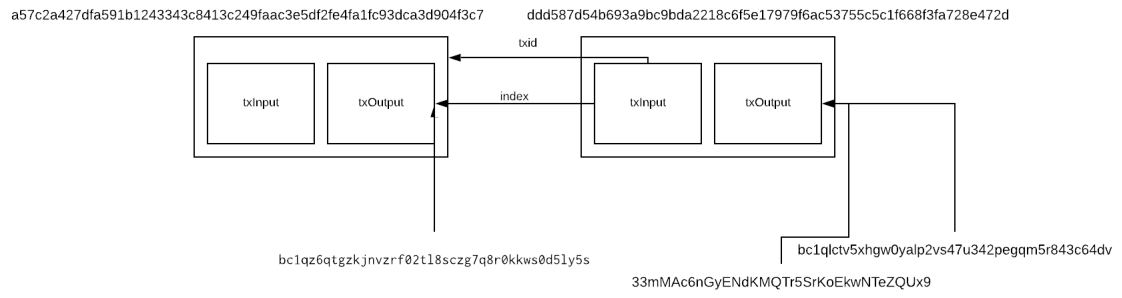 a57c2a427dfa591b1243343c8413c249faac3e5df2fe4fa1fc93dca3d904f3c7
ddd587d54b693a9bc9bda2218c6f5e17979f6ac53755c5c1f668f3fa728e472d
txid
txInput
txOutput
index
txInput
txOutput
bc1qlctv5xhgw0yalp2vs47u342pegqm5r843c64dv
bc1qz6qtgzkjnvzrf02tl8sczg7q8r0kkws0d5ly5s
33mMAc6nGyENdKMQTr5SrKoEkwNTeZQUx9